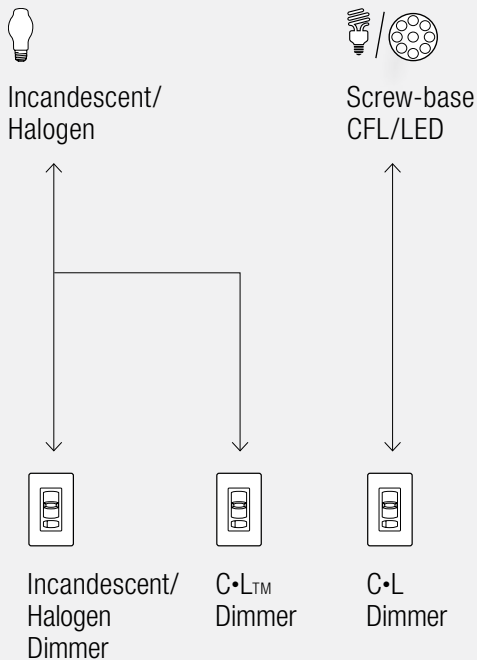 Incandescent/
Halogen
Screw-base
CFL/LED
Incandescent/
Halogen
Dimmer
C•L™
Dimmer
C•L
Dimmer